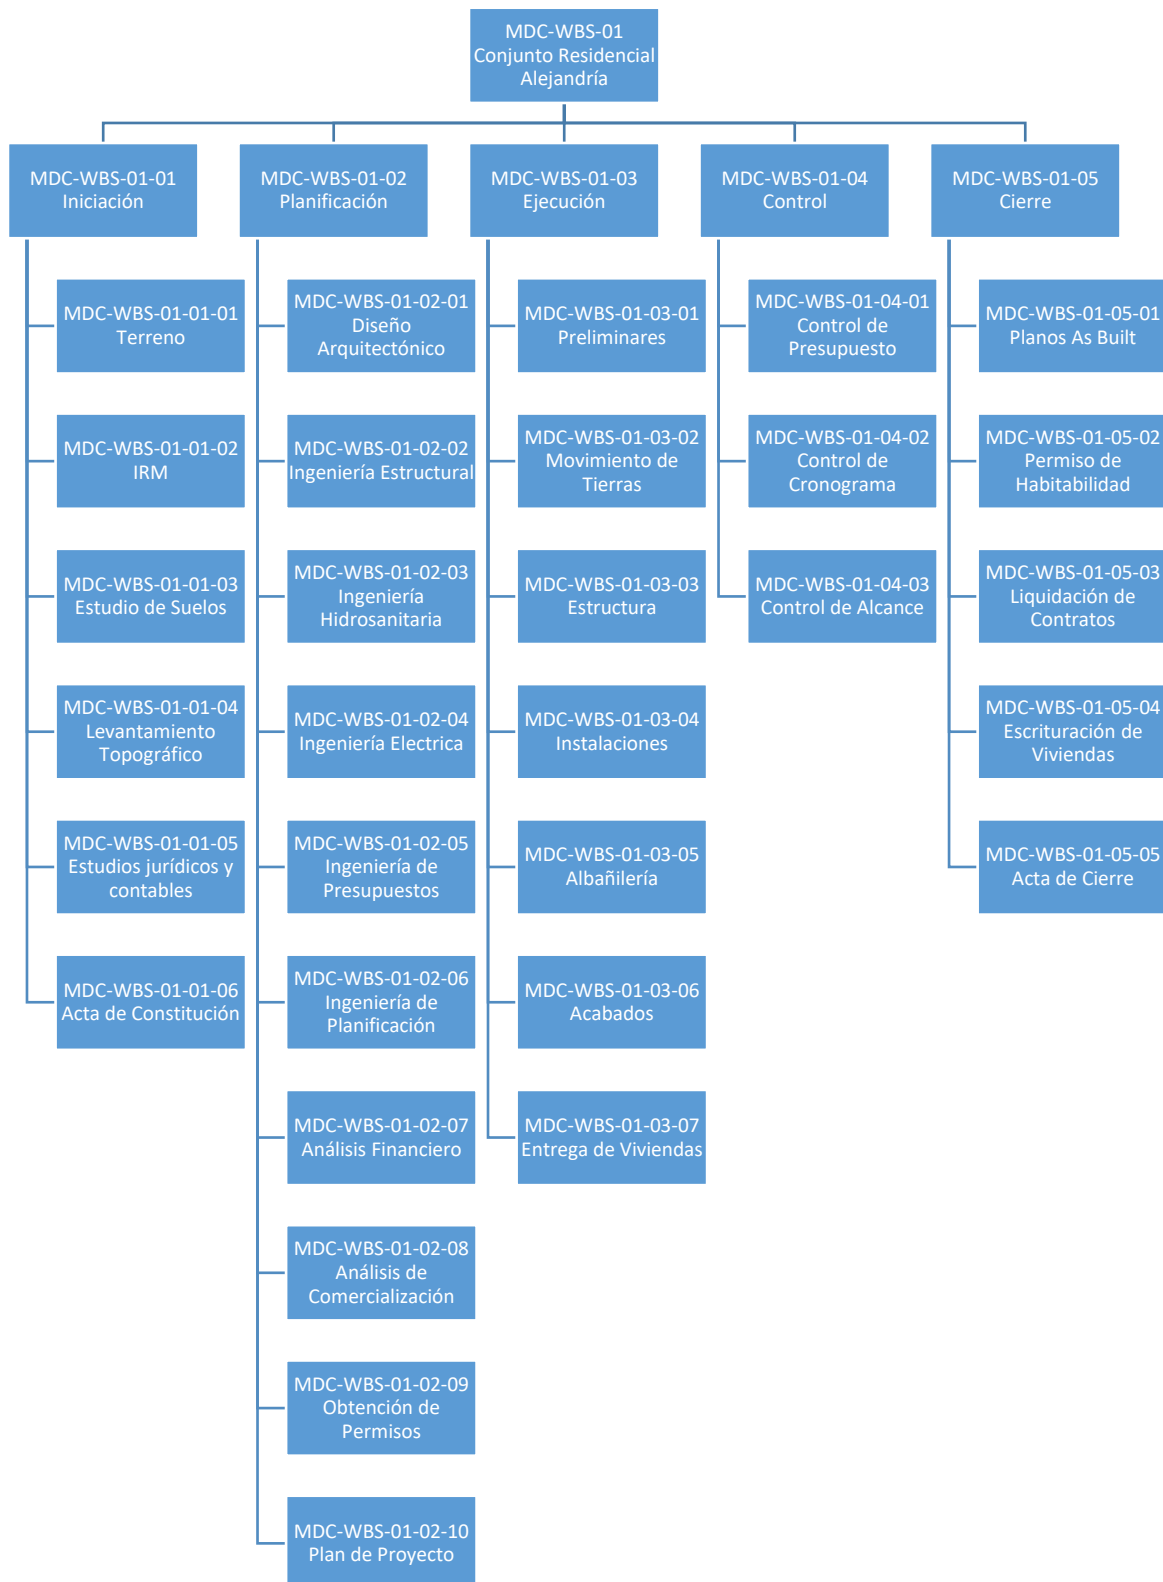 MDC-WBS-01
Conjunto Residencial
Alejandría
MDC-WBS-01-01
Iniciación
MDC-WBS-01-01-01
Terreno
MDC-WBS-01-01-02
IRM
MDC-WBS-01-01-03
Estudio de Suelos
MDC-WBS-01-01-04
Levantamiento
Topográfico
MDC-WBS-01-01-05
Estudios jurídicos y
contables
MDC-WBS-01-01-06
Acta de Constitución
MDC-WBS-01-02
Planificación
MDC-WBS-01-02-01
Diseño
Arquitectónico
MDC-WBS-01-02-02
Ingeniería Estructural
MDC-WBS-01-02-03
Ingeniería
Hidrosanitaria
MDC-WBS-01-02-04
Ingeniería Electrica
MDC-WBS-01-02-05
Ingeniería de
Presupuestos
MDC-WBS-01-02-06
Ingeniería de
Planificación
MDC-WBS-01-02-07
Análisis Financiero
MDC-WBS-01-02-08
Análisis de
Comercialización
MDC-WBS-01-02-09
Obtención de
Permisos
MDC-WBS-01-02-10
Plan de Proyecto
MDC-WBS-01-03
Ejecución
MDC-WBS-01-03-01
Preliminares
MDC-WBS-01-03-02
Movimiento de
Tierras
MDC-WBS-01-03-03
Estructura
MDC-WBS-01-03-04
Instalaciones
MDC-WBS-01-03-05
Albañilería
MDC-WBS-01-03-06
Acabados
MDC-WBS-01-03-07
Entrega de Viviendas
MDC-WBS-01-04
Control
MDC-WBS-01-04-01
Control de
Presupuesto
MDC-WBS-01-04-02
Control de
Cronograma
MDC-WBS-01-04-03
Control de Alcance
MDC-WBS-01-05
Cierre
MDC-WBS-01-05-01
Planos As Built
MDC-WBS-01-05-02
Permiso de
Habitabilidad
MDC-WBS-01-05-03
Liquidación de
Contratos
MDC-WBS-01-05-04
Escrituración de
Viviendas
MDC-WBS-01-05-05
Acta de Cierre